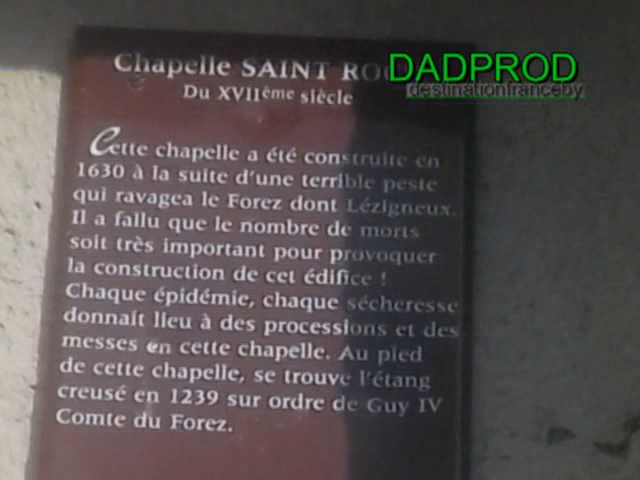 Chapelle SAINT ROC
DADPROD
destinationfranceby
Du XVIIème siècle
Cette chapelle a été construite en
1630 à la suite d'une terrible peste
qui ravagea le Forez dont Lézigneux.
Il a fallu que le nombre de morts
soit très important pour provoquer
la construction de cet édifice !
Chaque épidémie, chaque sécheresse
donnait lieu à des processions et des
messes en cette chapelle. Au pied
de cette chapelle, se trouve l'étang
creusé en 1239 sur ordre de Guy IV
Comte du Forez.